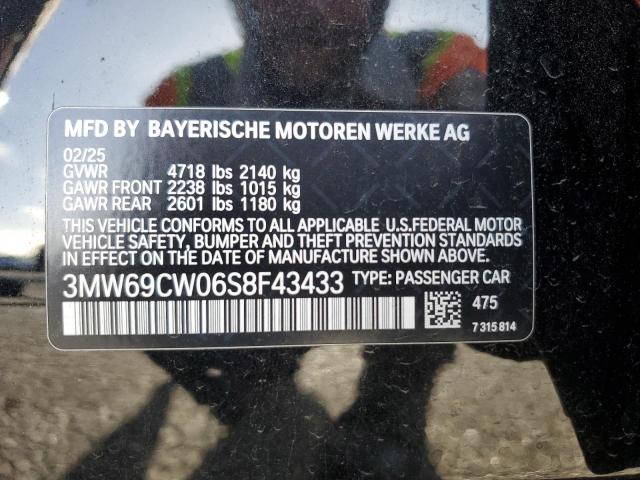 MFD BY BAYERISCHE MOTOREN WERKE AG
02/25
GVWR 4718 lbs 2140 kg
GAWR FRONT 2238 lbs 1015 kg
GAWR REAR 2601 lbs 1180 kg
THIS VEHICLE CONFORMS TO ALL APPLICABLE U.S.FEDERAL MOTOR
VEHICLE SAFETY, BUMPER AND THEFT PREVENTION STANDARDS
IN EFFECT ON THE DATE OF MANUFACTURE SHOWN ABOVE.
3MW69CW06S8F43433 TYPE: PASSENGER CAR
475
7 315 814